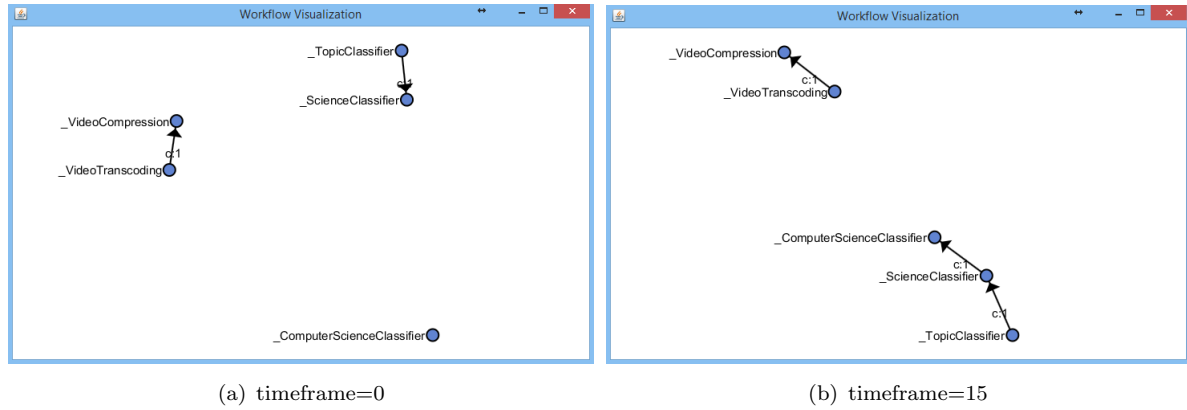 Workflow Visualization
_TopicClassifier
c:1
_ScienceClassifier
_VideoCompression
c:1
_VideoTranscoding
_ComputerScienceClassifier
(a) timeframe=0
Workflow Visualization
_VideoCompression
c:1
_VideoTranscoding
_ComputerScienceClassifier
c:1
_ScienceClassifier
c:1
_TopicClassifier
(b) timeframe=15